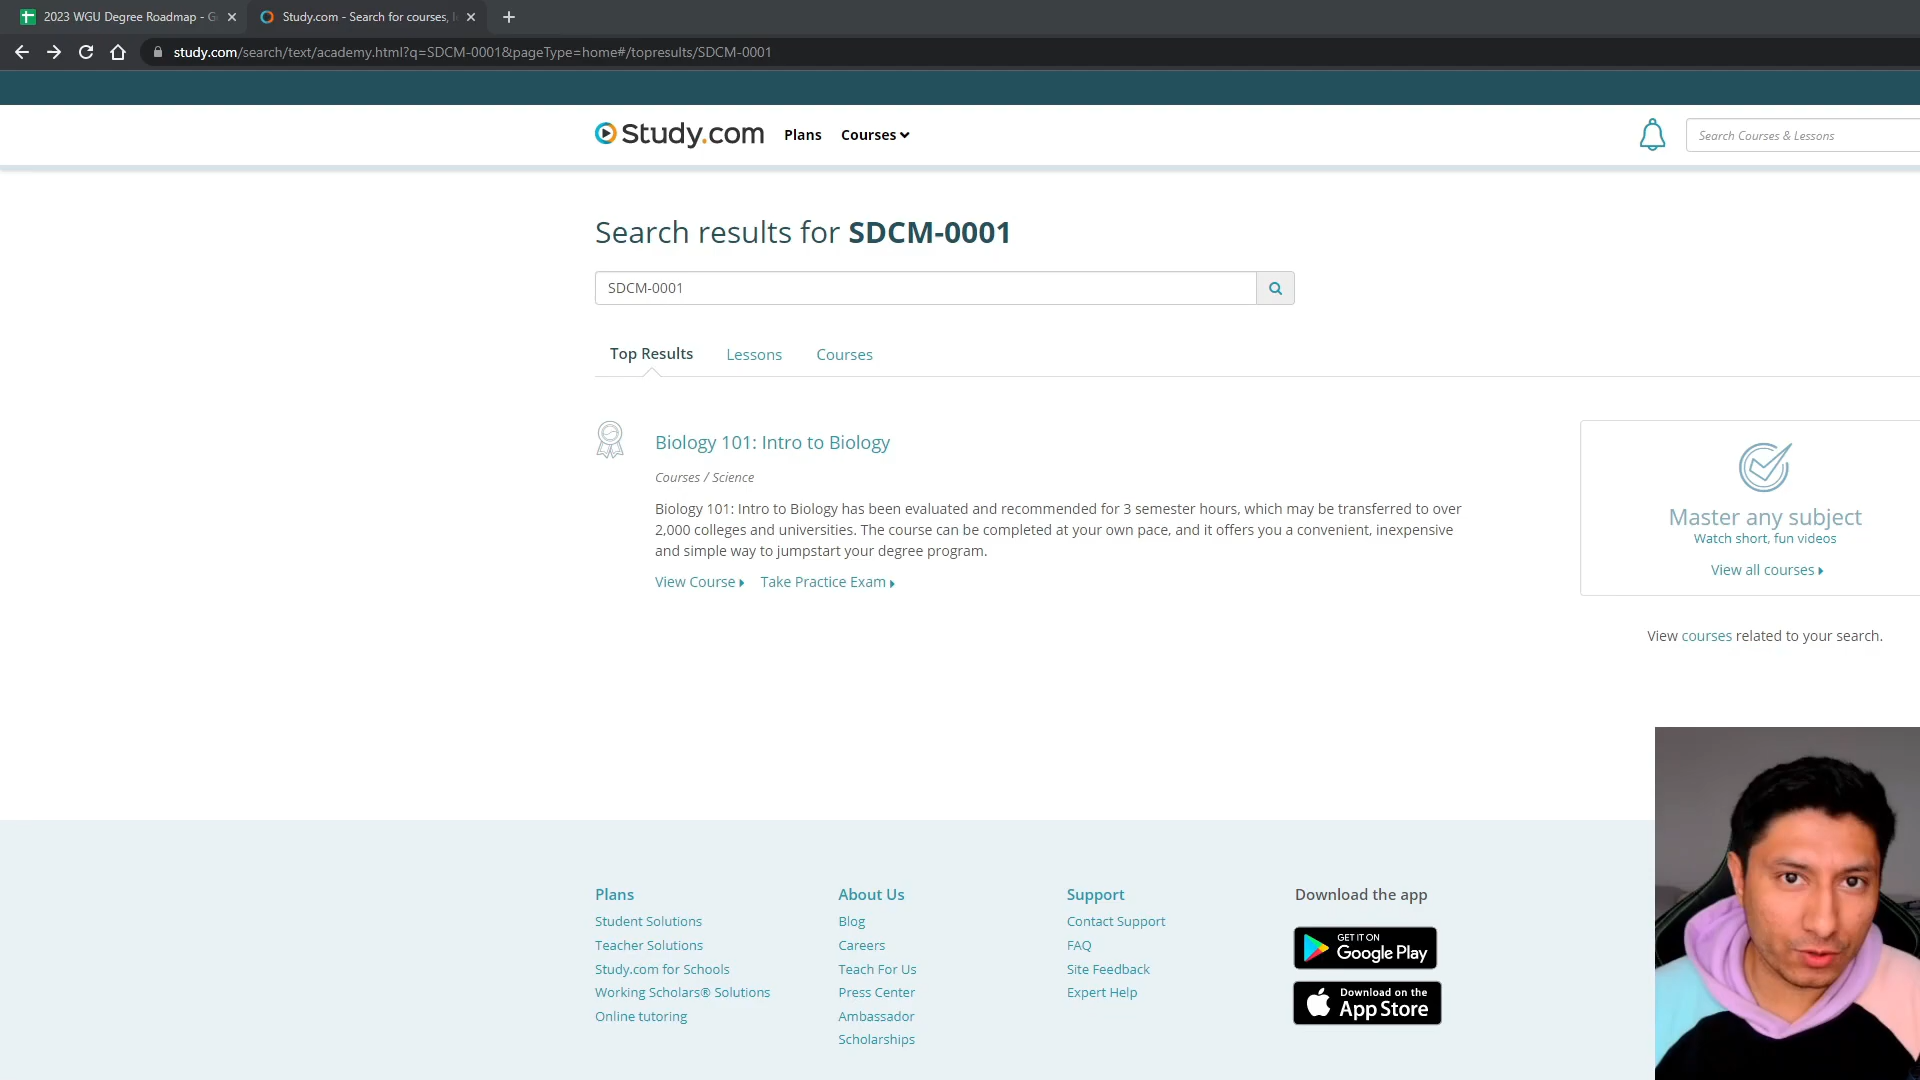 2023 WGU Degree Roadmap - G
Study.com - Search for courses, l
study.com/search/text/academy.html?q=SDCM-0001&pageType=home#/topresults/SDCM-0001
Study.com
Plans
Courses
Search Courses & Lessons
Search results for SDCM-0001
SDCM-0001
Top Results
Lessons
Courses
Biology 101: Intro to Biology
Courses / Science
Biology 101: Intro to Biology has been evaluated and recommended for 3 semester hours, which may be transferred to over
2,000 colleges and universities. The course can be completed at your own pace, and it offers you a convenient, inexpensive
and simple way to jumpstart your degree program.
View Course
Take Practice Exam
Master any subject
Watch short, fun videos
View all courses
View courses related to your search.
Plans
Student Solutions
Teacher Solutions
Study.com for Schools
Working Scholars® Solutions
Online tutoring
About Us
Blog
Careers
Teach For Us
Press Center
Ambassador
Scholarships
Support
Contact Support
FAQ
Site Feedback
Expert Help
Download the app
GET IT ON
Google Play
Download on the
App Store